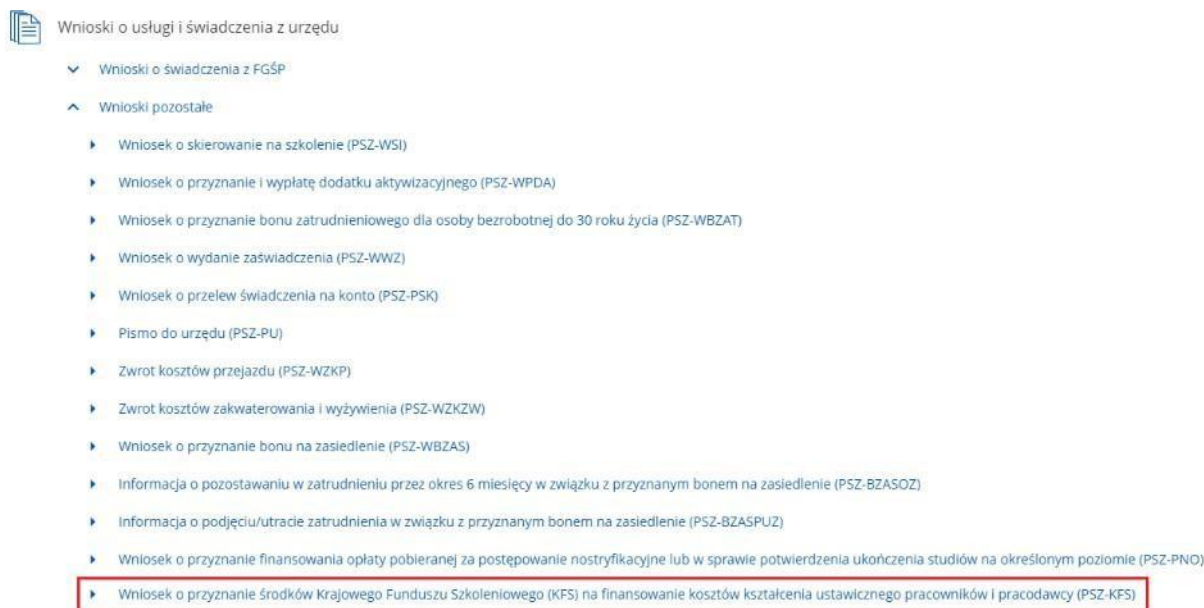 Wnioski o usługi i świadczenia z urzędu
Wnioski o świadczenia z FGŚP
Wnioski pozostałe
Wniosek o skierowanie na szkolenie (PSZ-WSI)
Wniosek o przyznanie i wypłatę dodatku aktywizacyjnego (PSZ-WPDA)
Wniosek o przyznanie bonu zatrudnieniowego dla osoby bezrobotnej do 30 roku życia (PSZ-WBZAT)
Wniosek o wydanie zaświadczenia (PSZ-WWZ)
Wniosek o przelew świadczenia na konto (PSZ-PSK)
Pismo do urzędu (PSZ-PU)
Zwrot kosztów przejazdu (PSZ-WZKP)
Zwrot kosztów zakwaterowania i wyżywienia (PSZ-WZKZW)
Wniosek o przyznanie bonu na zasiedlenie (PSZ-WBZAS)
Informacja o pozostawaniu w zatrudnieniu przez okres 6 miesięcy w związku z przyznanym bonem na zasiedlenie (PSZ-BZASOZ)
Informacja o podjęciu/utracie zatrudnienia w związku z przyznanym bonem na zasiedlenie (PSZ-BZASPUZ)
Wniosek o przyznanie finansowania opłaty pobieranej za postępowanie nostryfikacyjne lub w sprawie potwierdzenia ukończenia studiów na określonym poziomie (PSZ-PNO)
Wniosek o przyznanie środków Krajowego Funduszu Szkoleniowego (KFS) na finansowanie kosztów kształcenia ustawicznego pracowników i pracodawcy (PSZ-KFS)